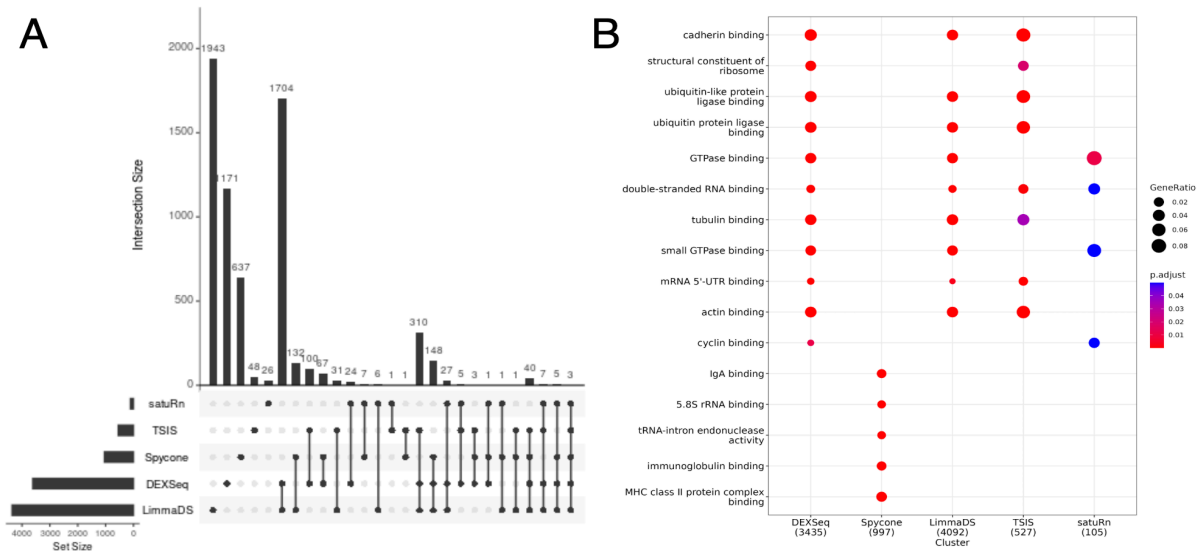 A
2000
1500
1000
500
0
Intersection Size
1943
1171
637
48
26
1704
132
100
67
31
24
7
6
1
1
310
148
27
5
3
1
1
1
40
7
5
3
satuRn
TSIS
Spycone
DEXSeq
LimmaDS
4000 3000 2000 1000 0
Set Size
B
cadherin binding
structural constituent of
ribosome
ubiquitin-like protein
ligase binding
ubiquitin protein ligase
binding
GTPase binding
double-stranded RNA binding
tubulin binding
small GTPase binding
mRNA 5'-UTR binding
actin binding
cyclin binding
IgA binding
5.8S rRNA binding
tRNA-intron endonuclease
activity
immunoglobulin binding
MHC class II protein complex
binding
DEXSeq Spycone LimmaDS TSIS satuRn
(3435) (997) (4092) (527) (105)
Cluster
GeneRatio
0.02
0.04
0.06
0.08
p.adjust
0.04
0.03
0.02
0.01